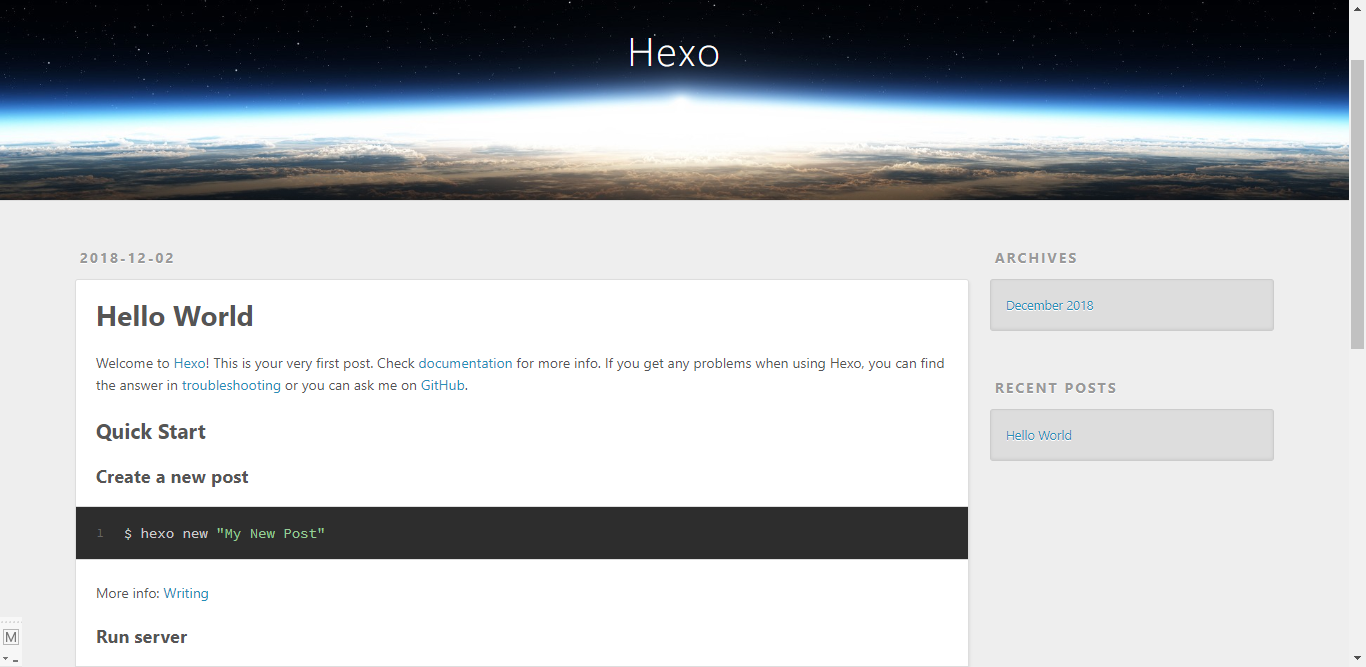 Hexo
2018-12-02
Hello World
Welcome to Hexo! This is your very first post. Check documentation for more info. If you get any problems when using Hexo, you can find
the answer in troubleshooting or you can ask me on GitHub.
Quick Start
Create a new post
1 $ hexo new "My New Post"
More info: Writing
Run server
ARCHIVES
December 2018
RECENT POSTS
Hello World
M